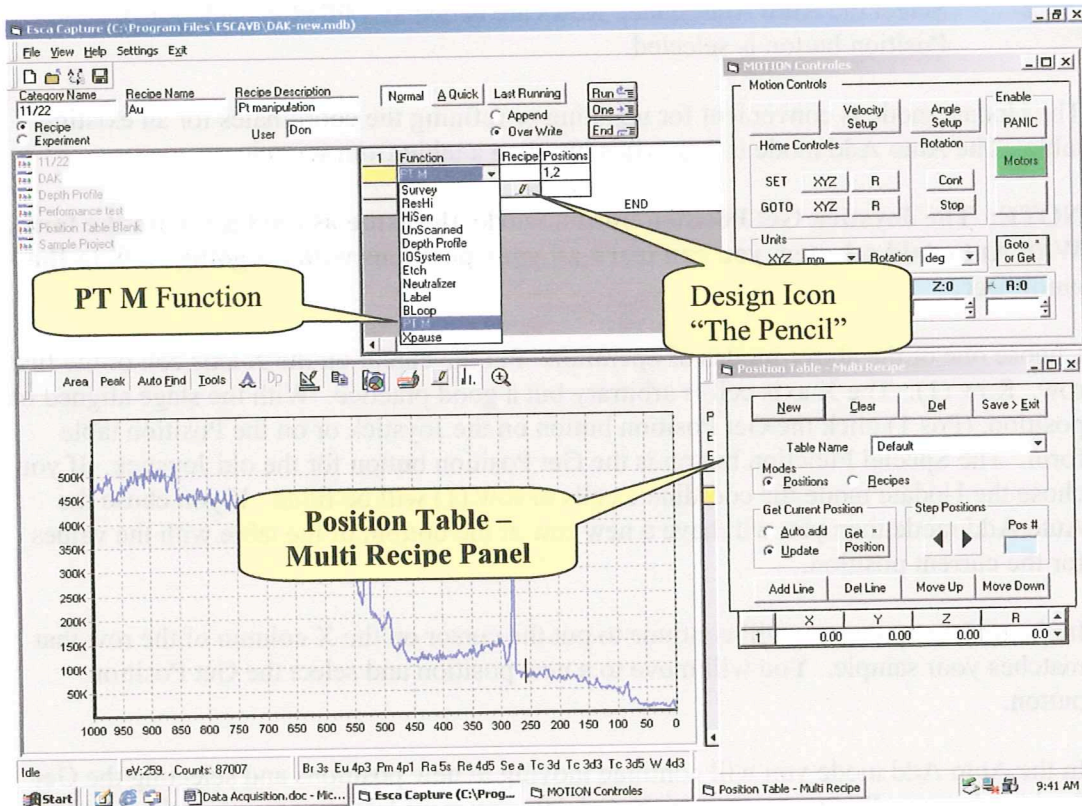 Esca Capture (C:\Program Files\ESCAVB\DAK-new.mdb)
File View Help Settings Exit
Category Name Recipe Name Recipe Description
11/22 Au Pt manipulation
Normal Δ Quick Last Running Run
Append One
Over Write End
Recipe
Experiment
User Don
11/22
DAK
Depth Profile
Performance test
Position Table Blank
Sample Project
1 Function Recipe Positions
PT M 1,2
END
Survey
ResHi
HiSen
UnScanned
Depth Profile
IOSystem
Etch
Neutralizer
Label
BLoop
PT M
Xpause
PT M Function
Design Icon
“The Pencil”
MOTION Controles
Motion Controls
Velocity Setup
Angle Setup
Enable
PANIC
Motors
Home Controles
Rotation
SET XYZ R Cont
GOTO XYZ R Stop
Units
XYZ mm Rotation deg
Goto * or Get
Z:0 R:0
Area Peak Auto Find Tools Dp
500K
450K
400K
350K
300K
250K
200K
150K
100K
50K
1000 950 900 850 800 750 700 650 600 550 500 450 400 350 300 250 200 150 100 50 0
Position Table –
Multi Recipe Panel
P
E
E
Position Table - Multi Recipe
New Clear Del Save > Exit
Table Name Default
Modes
Positions Recipes
Get Current Position
Auto add
Update
Get Position
Step Positions
Pos #
Add Line Del Line Move Up Move Down
X Y Z R
1 0.00 0.00 0.00 0.0
Idle eV:259 Counts: 87007 Br 3s Eu 4p3 Pm 4p1 Ra 5s Re 4d5 Se a Tc 3d Tc 3d3 Tc 3d5 W 4d3
Start Data Acquisition.doc - Mic... Esca Capture (C:\Prog... MOTION Controles Position Table - Multi Recipe 9:41 AM